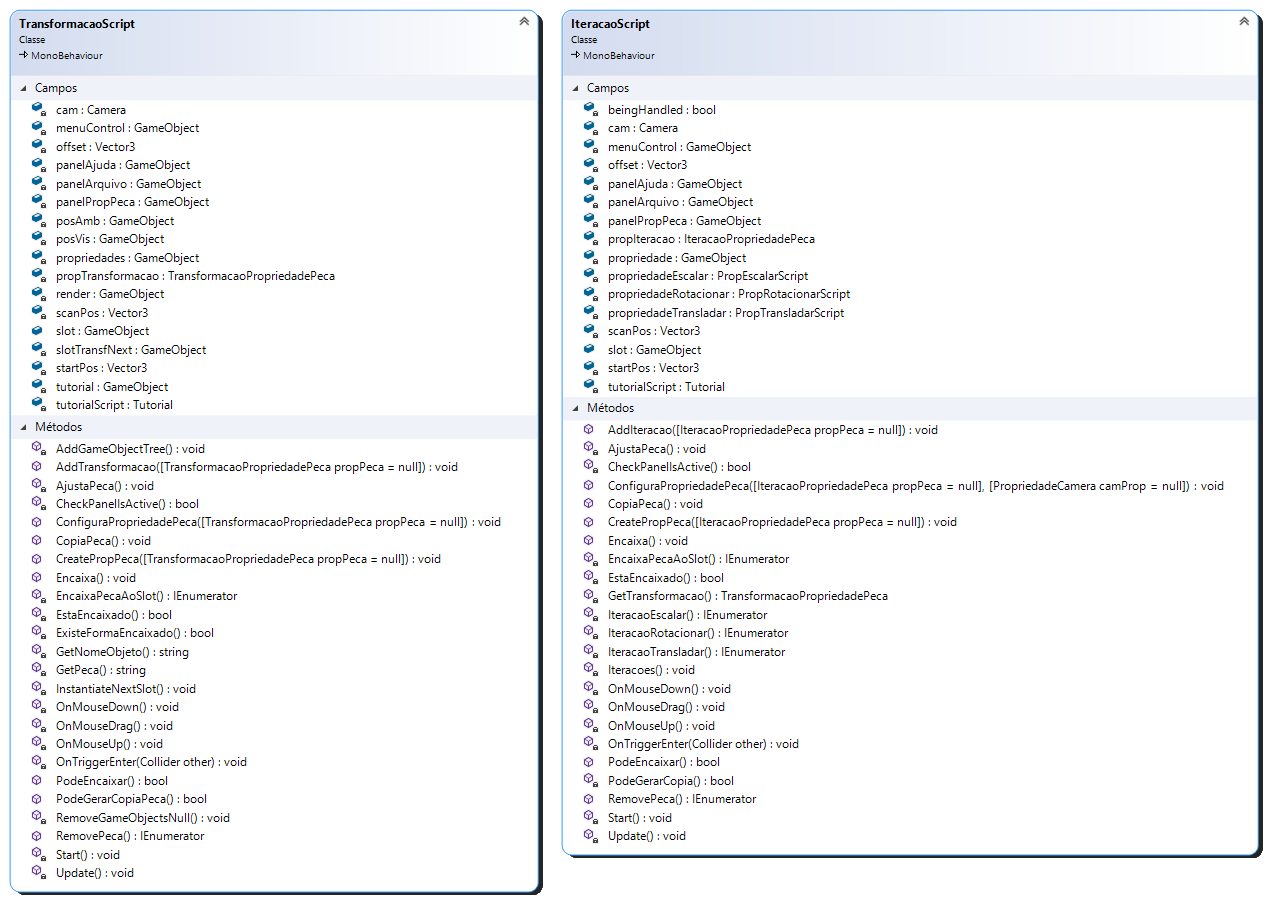 TransformacaoScript
Classe
MonoBehaviour
Campos
cam : Camera
menuControl : GameObject
offset : Vector3
panelAjuda : GameObject
panelArquivo : GameObject
panelPropPeca : GameObject
posAmb : GameObject
posVis : GameObject
propriedades : GameObject
propTransformacao : TransformacaoPropriedadePeca
render : GameObject
scanPos : Vector3
slot : GameObject
slotTransfNext : GameObject
startPos : Vector3
tutorial : GameObject
tutorialScript : Tutorial
Métodos
AddGameObjectTree() : void
AddTransformacao([TransformacaoPropriedadePeca propPeca = null]) : void
AjustaPeca() : void
CheckPanelIsActive() : bool
ConfiguraPropriedadePeca([TransformacaoPropriedadePeca propPeca = null]) : void
CopiaPeca() : void
CreatePropPeca([TransformacaoPropriedadePeca propPeca = null]) : void
Encaixa() : void
EncaixaPecaAoSlot() : IEnumerator
EstaEncaixado() : bool
ExisteFormaEncaixado() : bool
GetNomeObjeto() : string
GetPeca() : string
InstantiateNextSlot() : void
OnMouseDown() : void
OnMouseDrag() : void
OnMouseUp() : void
OnTriggerEnter(Collider other) : void
PodeEncaixar() : bool
PodeGerarCopiaPeca() : bool
RemoveGameObjectsNull() : void
RemovePeca() : IEnumerator
Start() : void
Update() : void
IteracaoScript
Classe
MonoBehaviour
Campos
beingHandled : bool
cam : Camera
menuControl : GameObject
offset : Vector3
panelAjuda : GameObject
panelArquivo : GameObject
panelPropPeca : GameObject
propIteracao : IteracaoPropriedadePeca
propriedade : GameObject
propriedadeEscalar : PropEscalarScript
propriedadeRotacionar : PropRotacionarScript
propriedadeTransladar : PropTransladarScript
scanPos : Vector3
slot : GameObject
startPos : Vector3
tutorialScript : Tutorial
Métodos
AddIteracao([IteracaoPropriedadePeca propPeca = null]) : void
AjustaPeca() : void
CheckPanelIsActive() : bool
ConfiguraPropriedadePeca([IteracaoPropriedadePeca propPeca = null], [PropriedadeCamera camProp = null]) : void
CopiaPeca() : void
CreatePropPeca([IteracaoPropriedadePeca propPeca = null]) : void
Encaixa() : void
EncaixaPecaAoSlot() : IEnumerator
EstaEncaixado() : bool
GetTransformacao() : TransformacaoPropriedadePeca
IteracaoEscalar() : IEnumerator
IteracaoRotacionar() : IEnumerator
IteracaoTransladar() : IEnumerator
Iteracoes() : void
OnMouseDown() : void
OnMouseDrag() : void
OnMouseUp() : void
OnTriggerEnter(Collider other) : void
PodeEncaixar() : bool
PodeGerarCopia() : bool
RemovePeca() : IEnumerator
Start() : void
Update() : void